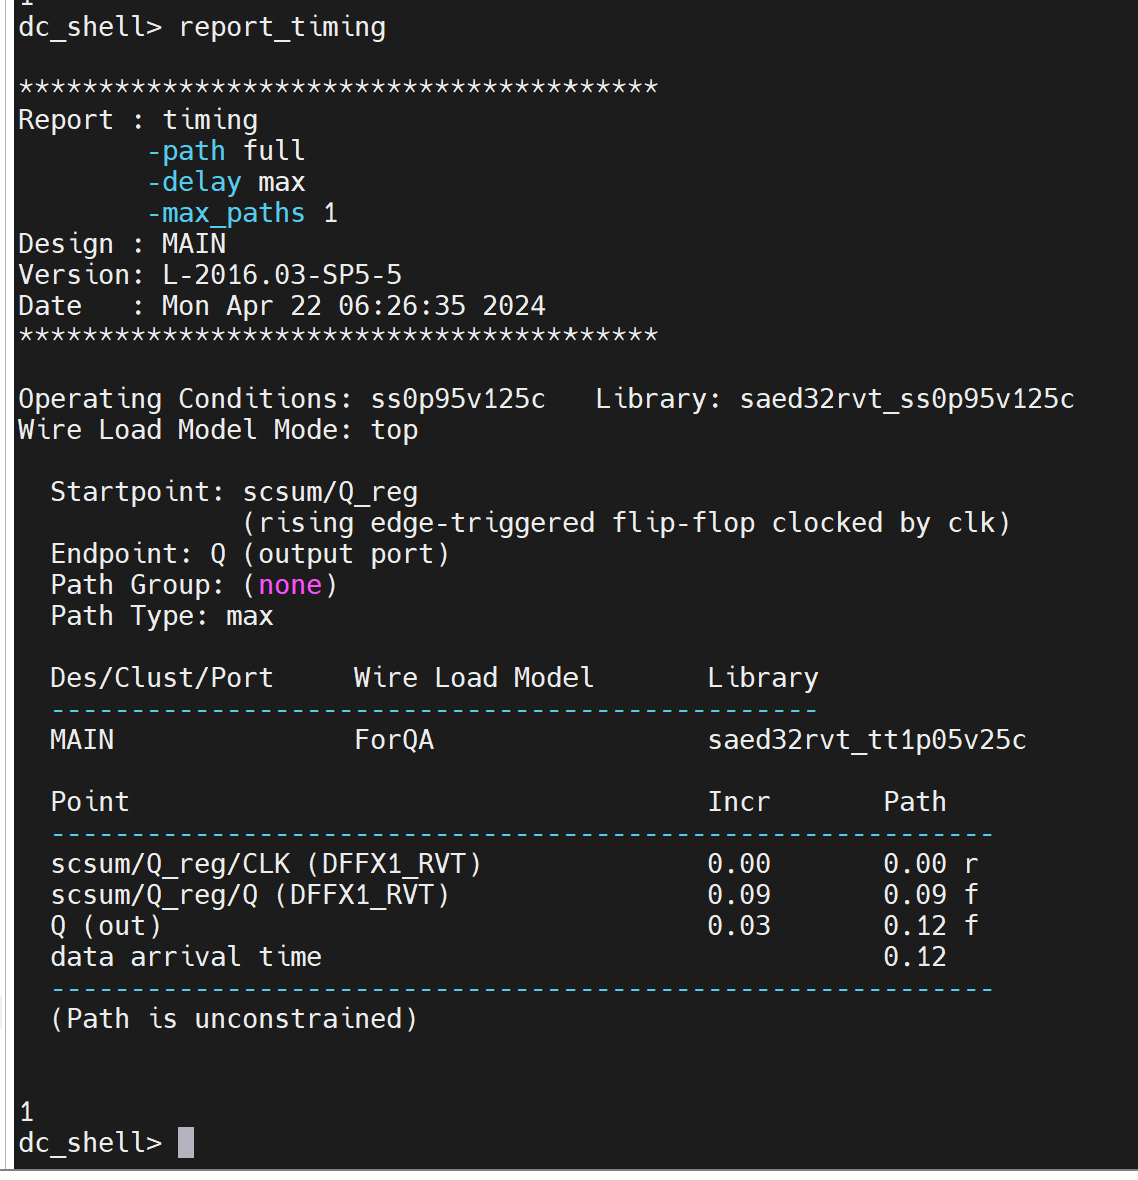 1
dc_shell> report_timing
****************************************
Report : timing
        -path full
        -delay max
        -max_paths 1
Design : MAIN
Version: L-2016.03-SP5-5
Date   : Mon Apr 22 06:26:35 2024
****************************************
Operating Conditions: ss0p95v125c   Library: saed32rvt_ss0p95v125c
Wire Load Model Mode: top
  Startpoint: scsum/Q_reg
              (rising edge-triggered flip-flop clocked by clk)
  Endpoint: Q (output port)
  Path Group: (none)
  Path Type: max
  Des/Clust/Port     Wire Load Model       Library
  ------------------------------------------------
  MAIN               ForQA                 saed32rvt_tt1p05v25c
  Point                                    Incr       Path
  -----------------------------------------------------------
  scsum/Q_reg/CLK (DFFX1_RVT)              0.00       0.00 r
  scsum/Q_reg/Q (DFFX1_RVT)                0.09       0.09 f
  Q (out)                                  0.03       0.12 f
  data arrival time                                   0.12
  -----------------------------------------------------------
  (Path is unconstrained)
1
dc_shell>